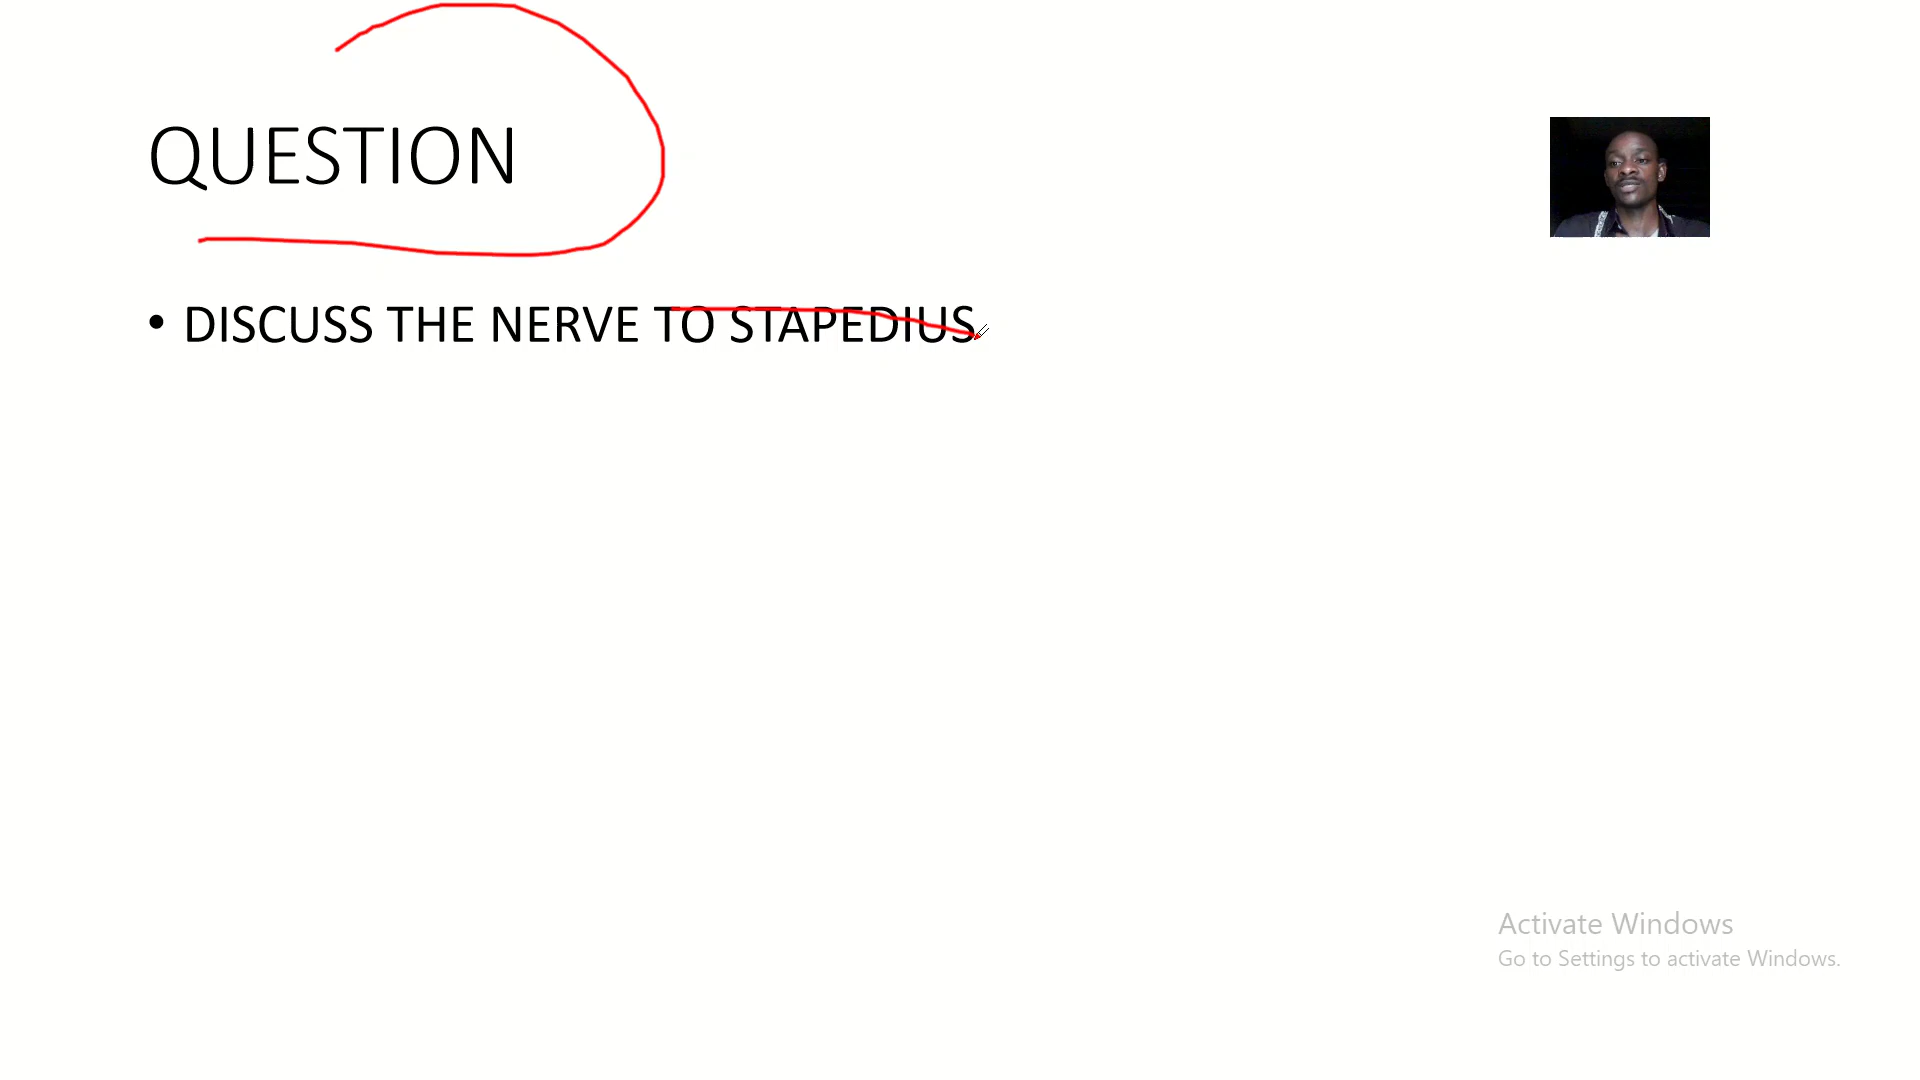 QUESTION
• DISCUSS THE NERVE TO STAPEDIUS.
Activate Windows
Go to Settings to activate Windows.